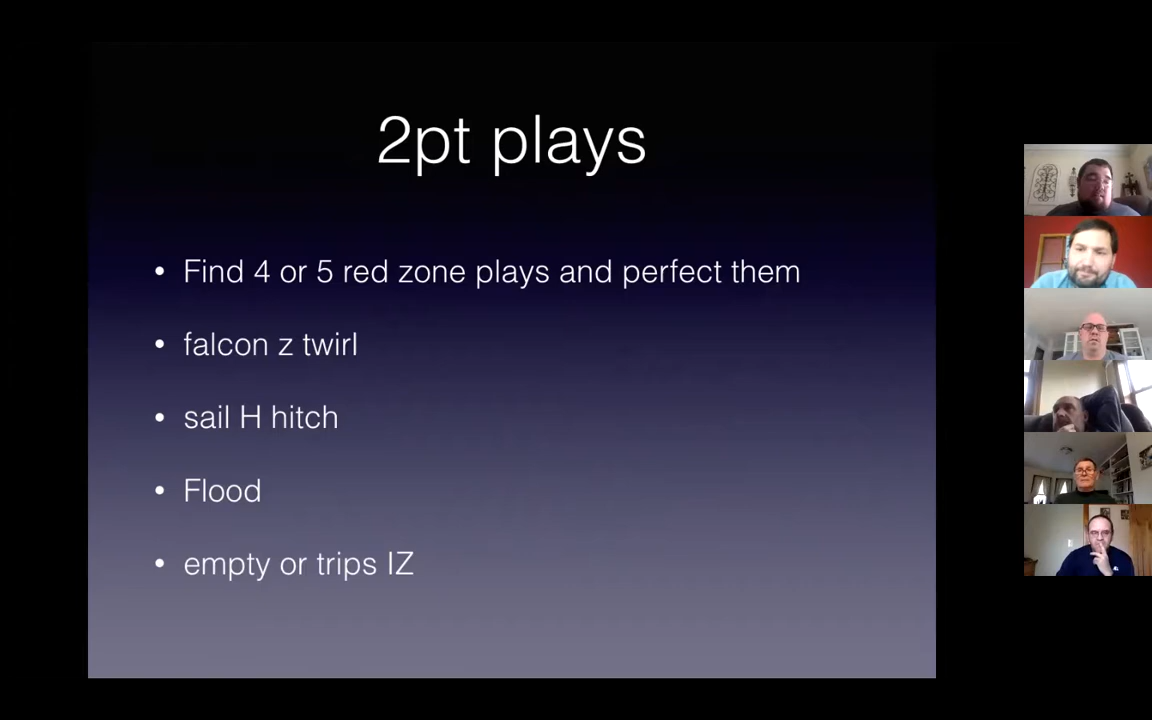 2pt plays
• Find 4 or 5 red zone plays and perfect them
• falcon z twirl
• sail H hitch
• Flood
• empty or trips IZ